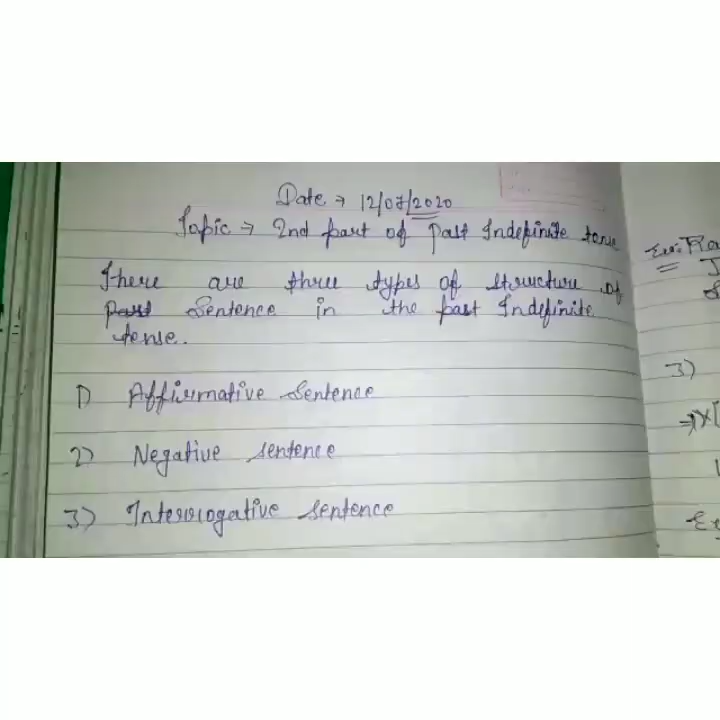 Date → 12/07/2020
Topic → 2nd part of Past Indefinite tense
There are three types of structure of
Past Sentence in the past Indefinite
tense.
1) Affirmative Sentence
2) Negative sentence
3) Interrogative sentence
Ex:
3)